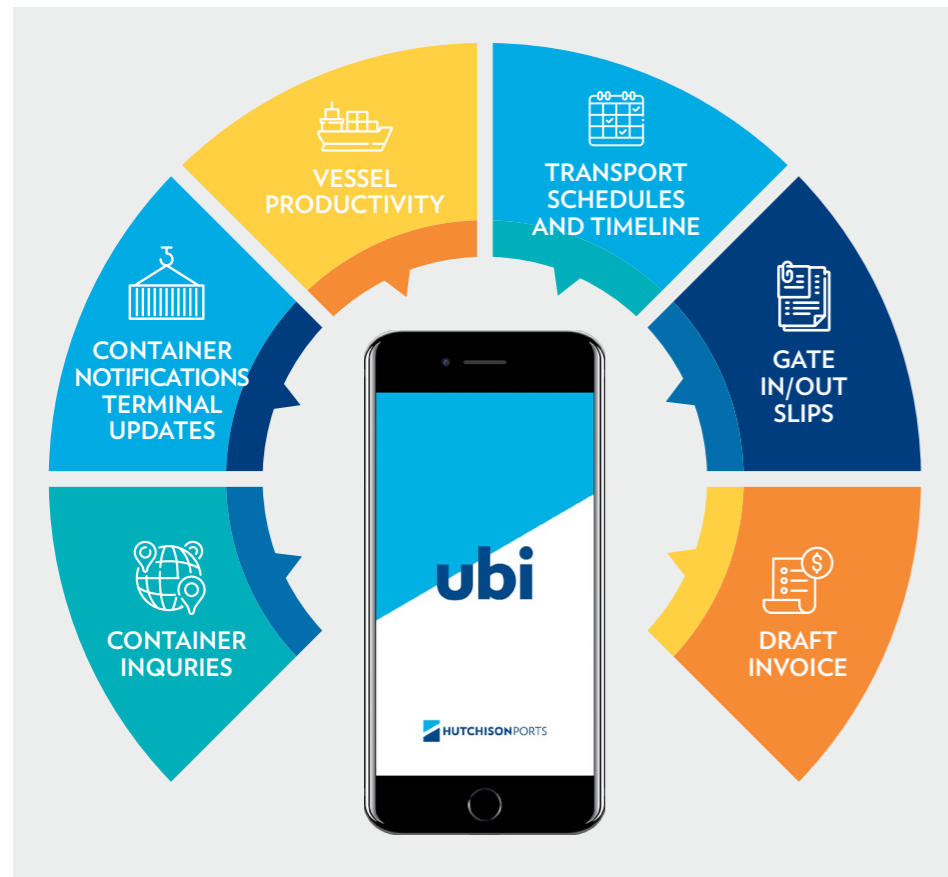 VESSEL
PRODUCTIVITY
TRANSPORT
SCHEDULES
AND TIMELINE
CONTAINER
NOTIFICATIONS
TERMINAL
UPDATES
GATE
IN/OUT
SLIPS
CONTAINER
INQURIES
DRAFT
INVOICE
$
ubi
HUTCHISONPORTS